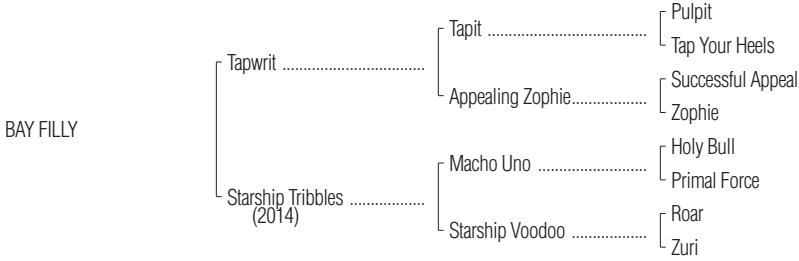 Pulpit
Tapit ....................................
Tap Your Heels
Tapwrit ................................
Successful Appeal
Appealing Zophie.................
Zophie
BAY FILLY
Holy Bull
Macho Uno ........................
Primal Force
Starship Tribbles .................
(2014)
Roar
Starship Voodoo .................
Zuri